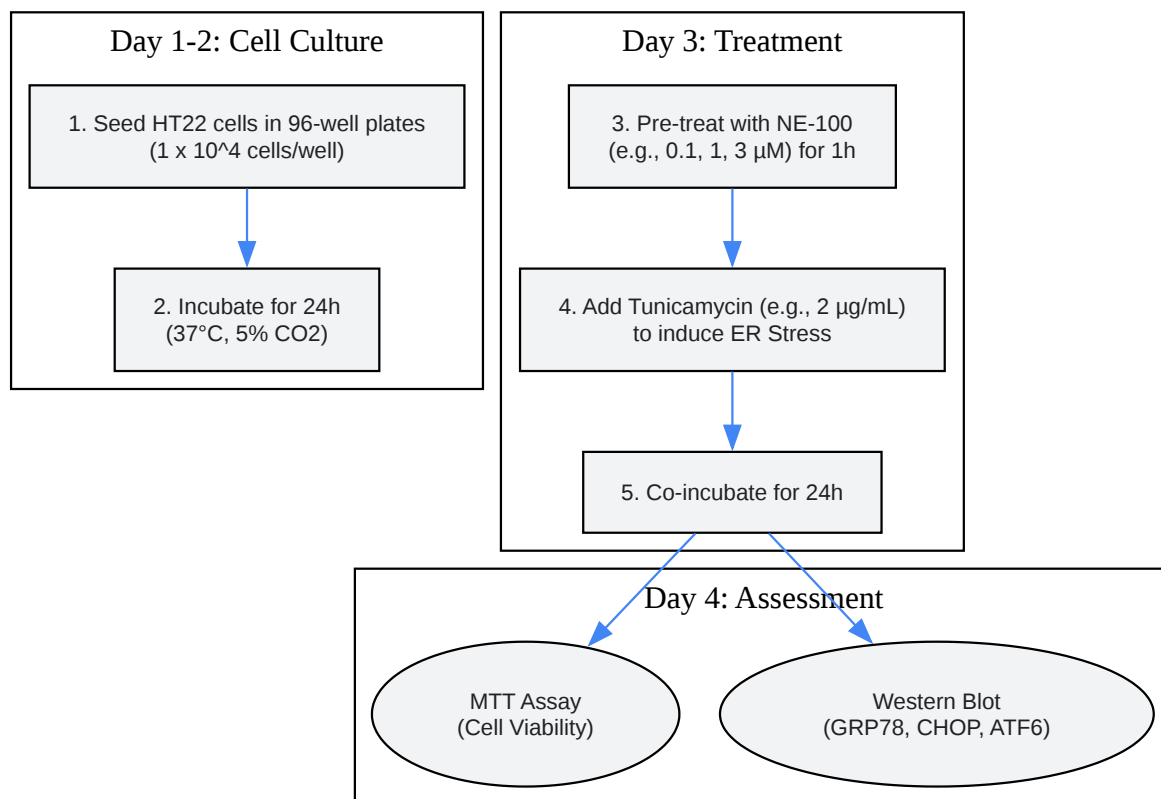 Day 1-2: Cell Culture
1. Seed HT22 cells in 96-well plates
(1 x 10^4 cells/well)
2. Incubate for 24h
(37°C, 5% CO2)
Day 3: Treatment
3. Pre-treat with NE-100
(e.g., 0.1, 1, 3 µM) for 1h
4. Add Tunicamycin (e.g., 2 µg/mL)
to induce ER Stress
5. Co-incubate for 24h
Day 4: Assessment
MTT Assay
(Cell Viability)
Western Blot
(GRP78, CHOP, ATF6)